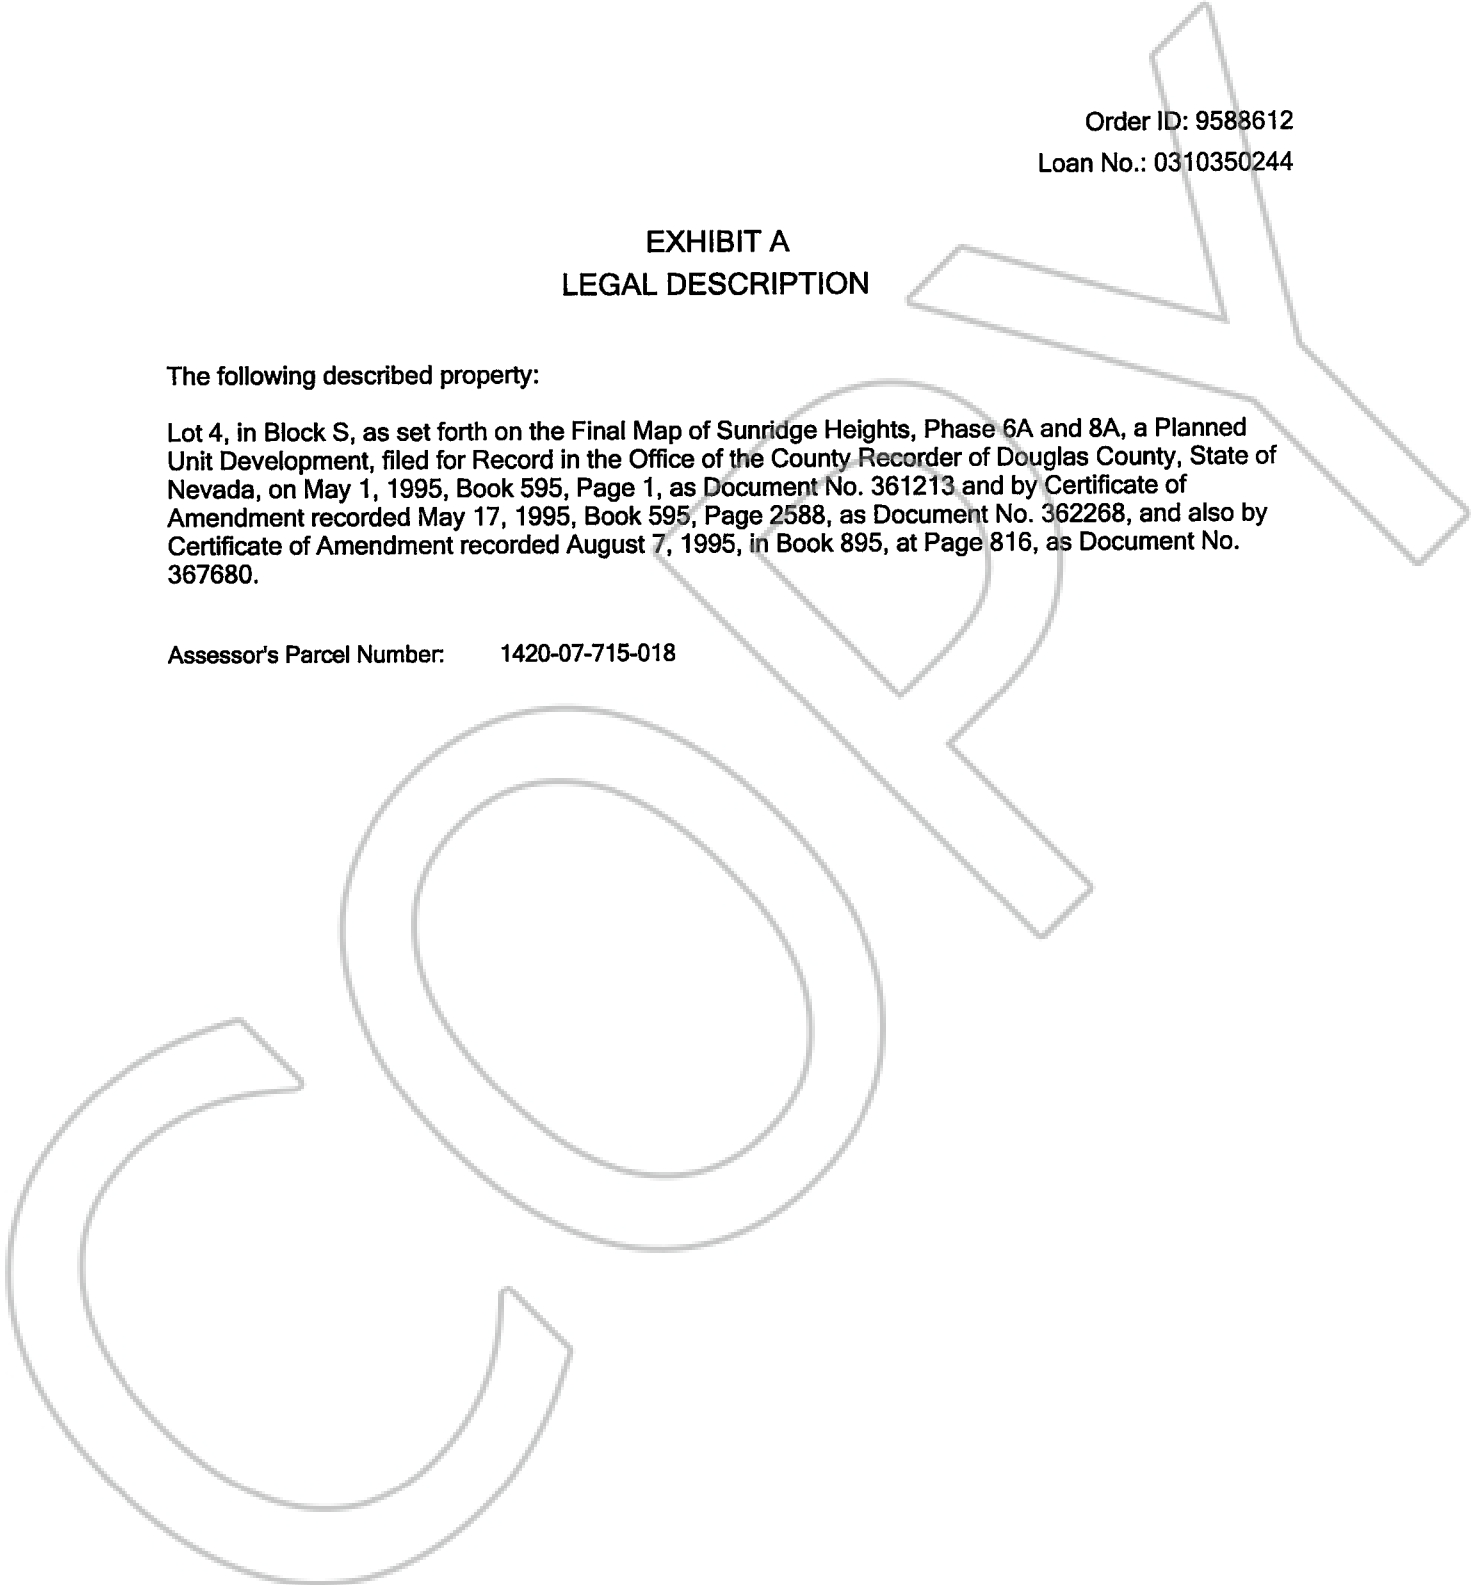 Order ID: 9588612
Loan No.: 0310350244
EXHIBIT A
LEGAL DESCRIPTION
The following described property:
Lot 4, in Block S, as set forth on the Final Map of Sunridge Heights, Phase 6A and 8A, a Planned
Unit Development, filed for Record in the Office of the County Recorder of Douglas County, State of
Nevada, on May 1, 1995, Book 595, Page 1, as Document No. 361213 and by Certificate of
Amendment recorded May 17, 1995, Book 595, Page 2588, as Document No. 362268, and also by
Certificate of Amendment recorded August 7, 1995, in Book 895, at Page 816, as Document No.
367680.
Assessor's Parcel Number: 1420-07-715-018
COPY